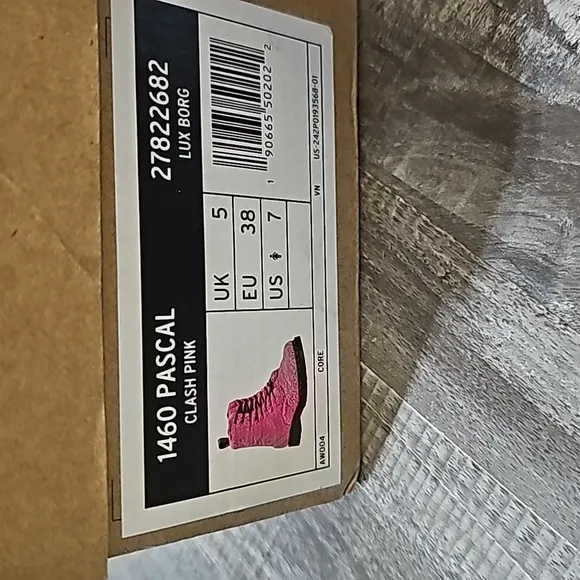 1460 PASCAL 27822682
CLASH PINK LUX BORG
UK 5
EU 38
US 7
1 90665 50202 2
AW004 CORE VN US-242P0193568-01